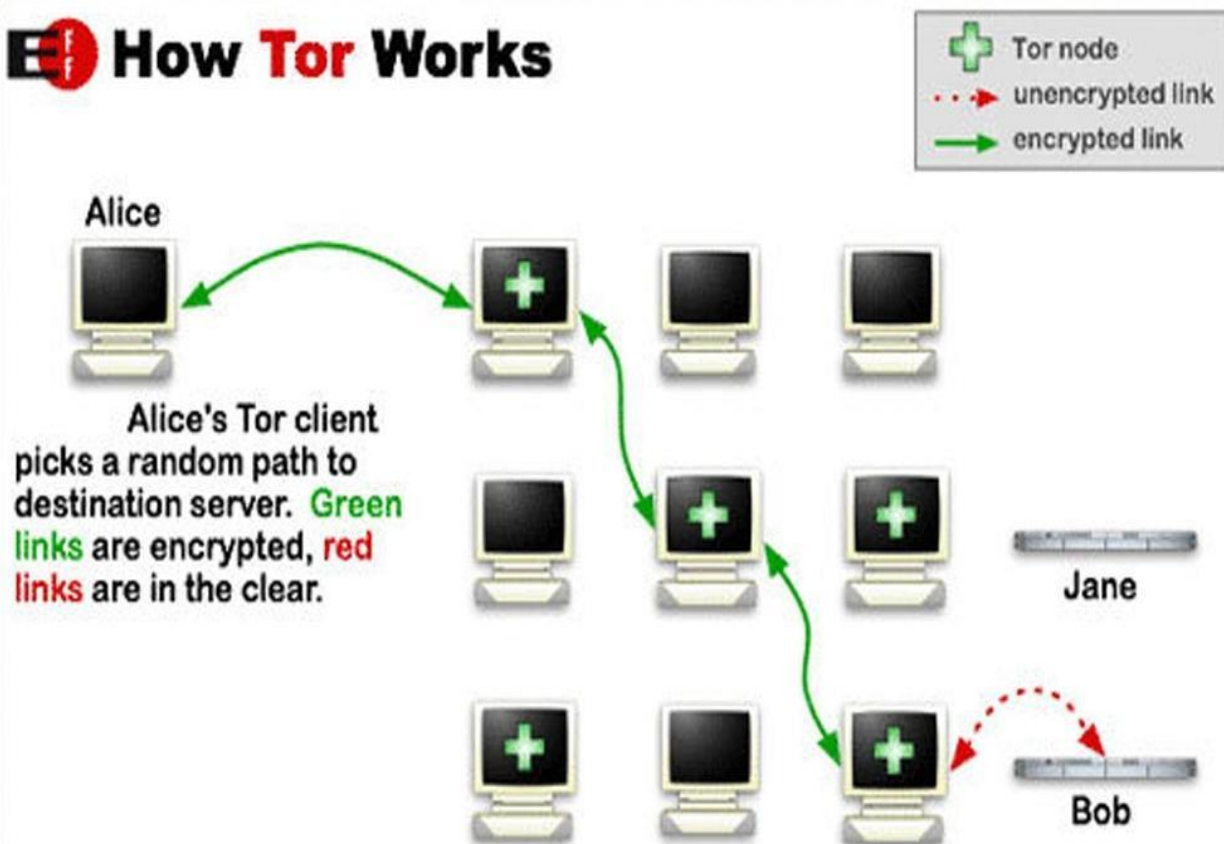 EFF How Tor Works
Tor node
unencrypted link
encrypted link
Alice
Alice's Tor client
picks a random path to
destination server. Green
links are encrypted, red
links are in the clear.
Jane
Bob